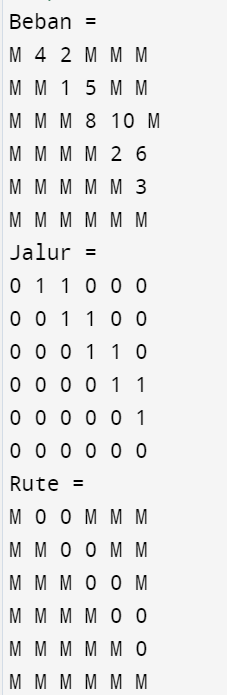 Beban =
M 4 2 M M M
M M 1 5 M M
M M M 8 10 M
M M M M 2 6
M M M M M 3
M M M M M M
Jalur =
0 1 1 0 0 0
0 0 1 1 0 0
0 0 0 1 1 0
0 0 0 0 1 1
0 0 0 0 0 1
0 0 0 0 0 0
Rute =
M 0 0 M M M
M M 0 0 M M
M M M 0 0 M
M M M M 0 0
M M M M M 0
M M M M M M